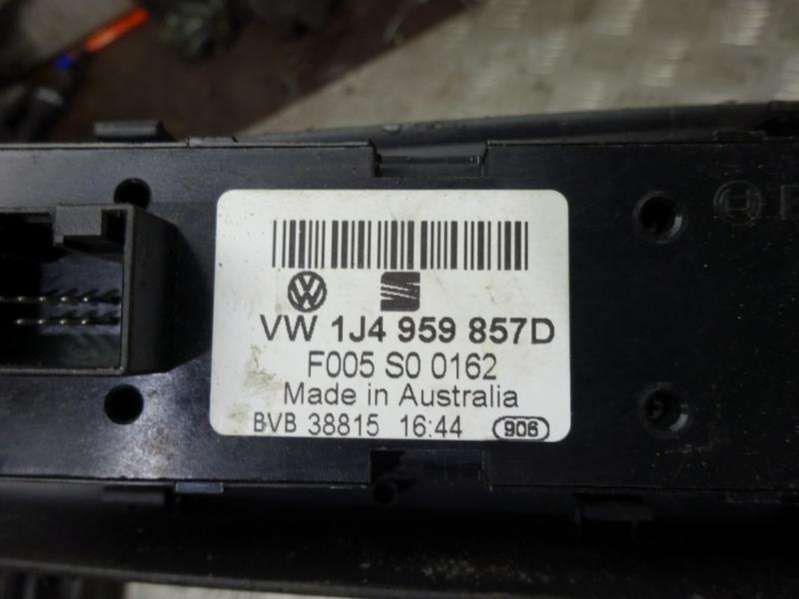 VW 1J4 959 857D
F005 S0 0162
Made in Australia
BVB 38815 16:44 906